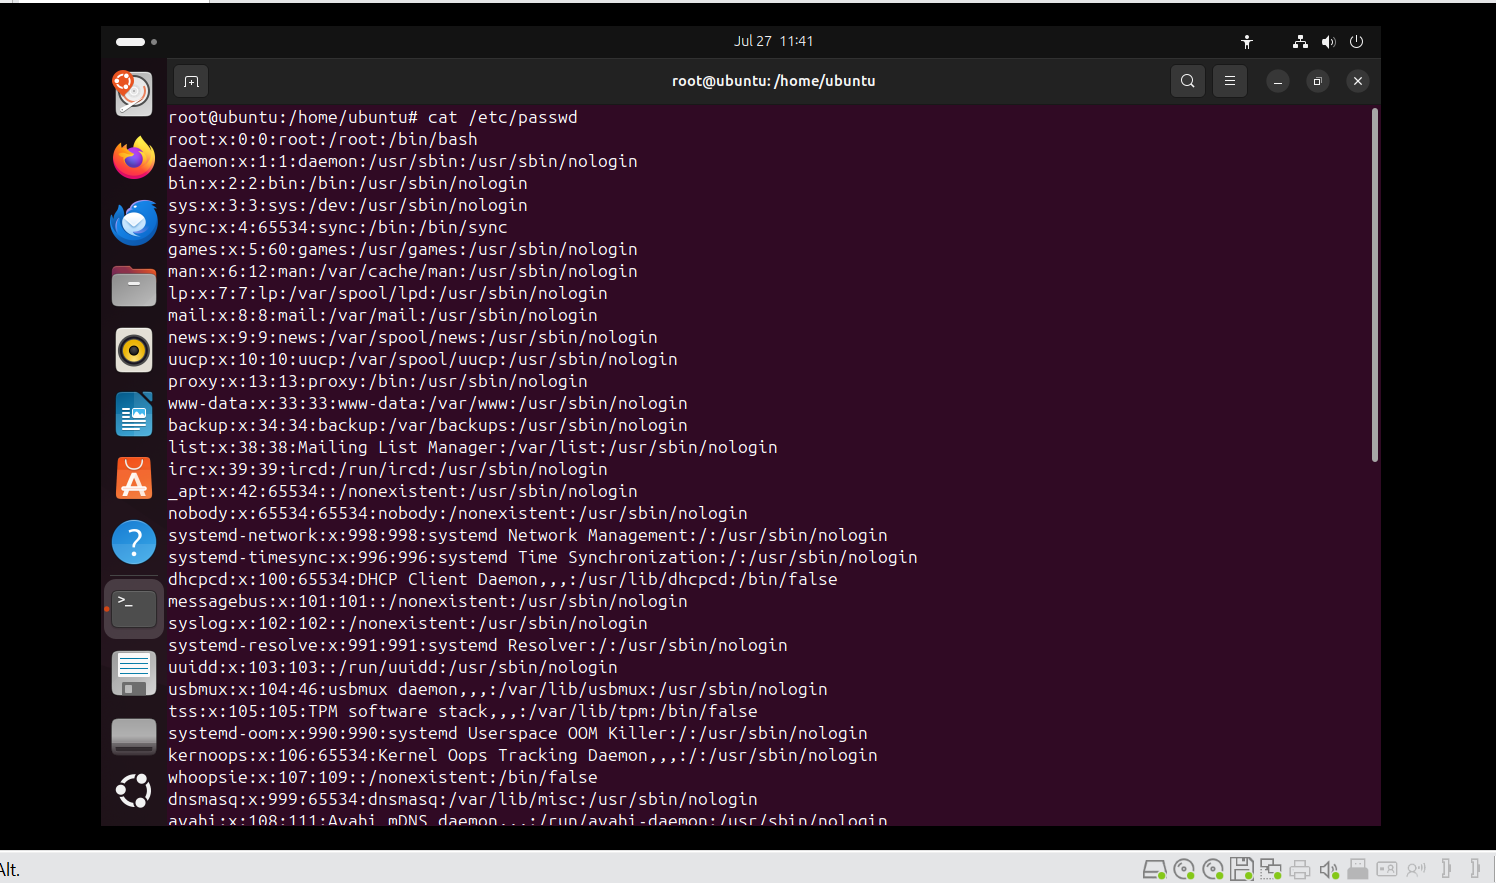 Jul 27 11:41
root@ubuntu: /home/ubuntu
root@ubuntu:/home/ubuntu# cat /etc/passwd
root:x:0:0:root:/root:/bin/bash
daemon:x:1:1:daemon:/usr/sbin:/usr/sbin/nologin
bin:x:2:2:bin:/bin:/usr/sbin/nologin
sys:x:3:3:sys:/dev:/usr/sbin/nologin
sync:x:4:65534:sync:/bin:/bin/sync
games:x:5:60:games:/usr/games:/usr/sbin/nologin
man:x:6:12:man:/var/cache/man:/usr/sbin/nologin
lp:x:7:7:lp:/var/spool/lpd:/usr/sbin/nologin
mail:x:8:8:mail:/var/mail:/usr/sbin/nologin
news:x:9:9:news:/var/spool/news:/usr/sbin/nologin
uucp:x:10:10:uucp:/var/spool/uucp:/usr/sbin/nologin
proxy:x:13:13:proxy:/bin:/usr/sbin/nologin
www-data:x:33:33:www-data:/var/www:/usr/sbin/nologin
backup:x:34:34:backup:/var/backups:/usr/sbin/nologin
list:x:38:38:Mailing List Manager:/var/list:/usr/sbin/nologin
irc:x:39:39:ircd:/run/ircd:/usr/sbin/nologin
_apt:x:42:65534::/nonexistent:/usr/sbin/nologin
nobody:x:65534:65534:nobody:/nonexistent:/usr/sbin/nologin
systemd-network:x:998:998:systemd Network Management:/:/usr/sbin/nologin
systemd-timesync:x:996:996:systemd Time Synchronization:/:/usr/sbin/nologin
dhcpcd:x:100:65534:DHCP Client Daemon,,,:/usr/lib/dhcpcd:/bin/false
messagebus:x:101:101::/nonexistent:/usr/sbin/nologin
syslog:x:102:102::/nonexistent:/usr/sbin/nologin
systemd-resolve:x:991:991:systemd Resolver:/:/usr/sbin/nologin
uuidd:x:103:103::/run/uuidd:/usr/sbin/nologin
usbmux:x:104:46:usbmux daemon,,,:/var/lib/usbmux:/usr/sbin/nologin
tss:x:105:105:TPM software stack,,,:/var/lib/tpm:/bin/false
systemd-oom:x:990:990:systemd Userspace OOM Killer:/:/usr/sbin/nologin
kernoops:x:106:65534:Kernel Oops Tracking Daemon,,,:/:/usr/sbin/nologin
whoopsie:x:107:109::/nonexistent:/bin/false
dnsmasq:x:999:65534:dnsmasq:/var/lib/misc:/usr/sbin/nologin
avahi:x:108:111:Avahi mDNS daemon,,,:/run/avahi-daemon:/usr/sbin/nologin
Alt.